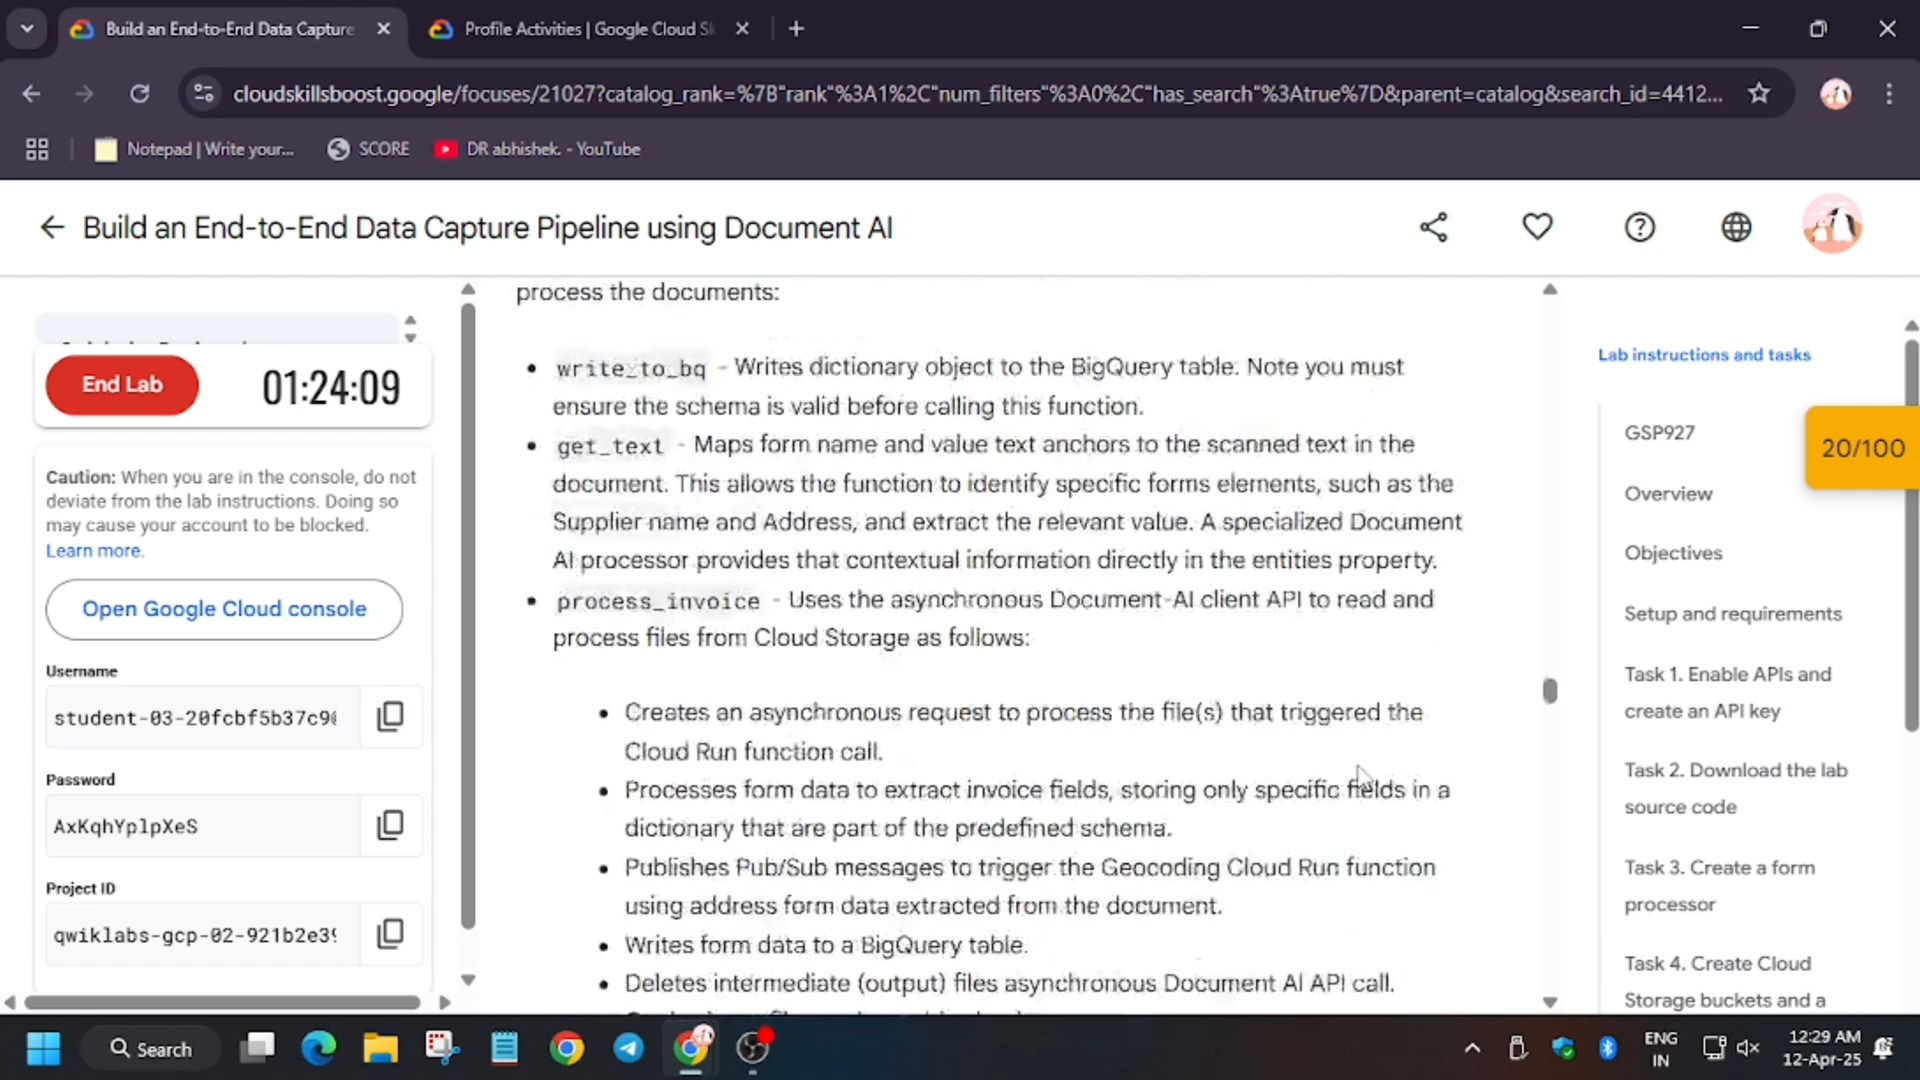 Build an End-to-End Data Capture
Profile Activities | Google Cloud Sk
cloudskillsboost.google/focuses/21027?catalog_rank=%7B"rank"%3A1%2C"num_filters"%3A0%2C"has_search"%3Atrue%7D&parent=catalog&search_id=4412...
Notepad | Write your...
SCORE
DR abhishek. - YouTube
Build an End-to-End Data Capture Pipeline using Document AI
End Lab
01:24:09
Caution: When you are in the console, do not
deviate from the lab instructions. Doing so
may cause your account to be blocked.
Learn more.
Open Google Cloud console
Username
student-03-20fcbf5b37c90
Password
AxKqhYplpXeS
Project ID
qwiklabs-gcp-02-921b2e39
process the documents:
• write_to_bq - Writes dictionary object to the BigQuery table. Note you must
ensure the schema is valid before calling this function.
• get_text - Maps form name and value text anchors to the scanned text in the
document. This allows the function to identify specific forms elements, such as the
Supplier name and Address, and extract the relevant value. A specialized Document
AI processor provides that contextual information directly in the entities property.
• process_invoice - Uses the asynchronous Document-AI client API to read and
process files from Cloud Storage as follows:
• Creates an asynchronous request to process the file(s) that triggered the
Cloud Run function call.
• Processes form data to extract invoice fields, storing only specific fields in a
dictionary that are part of the predefined schema.
• Publishes Pub/Sub messages to trigger the Geocoding Cloud Run function
using address form data extracted from the document.
• Writes form data to a BigQuery table.
• Deletes intermediate (output) files asynchronous Document AI API call.
Lab instructions and tasks
GSP927
20/100
Overview
Objectives
Setup and requirements
Task 1. Enable APIs and
create an API key
Task 2. Download the lab
source code
Task 3. Create a form
processor
Task 4. Create Cloud
Storage buckets and a
Search
ENG
IN
12:29 AM
12-Apr-25